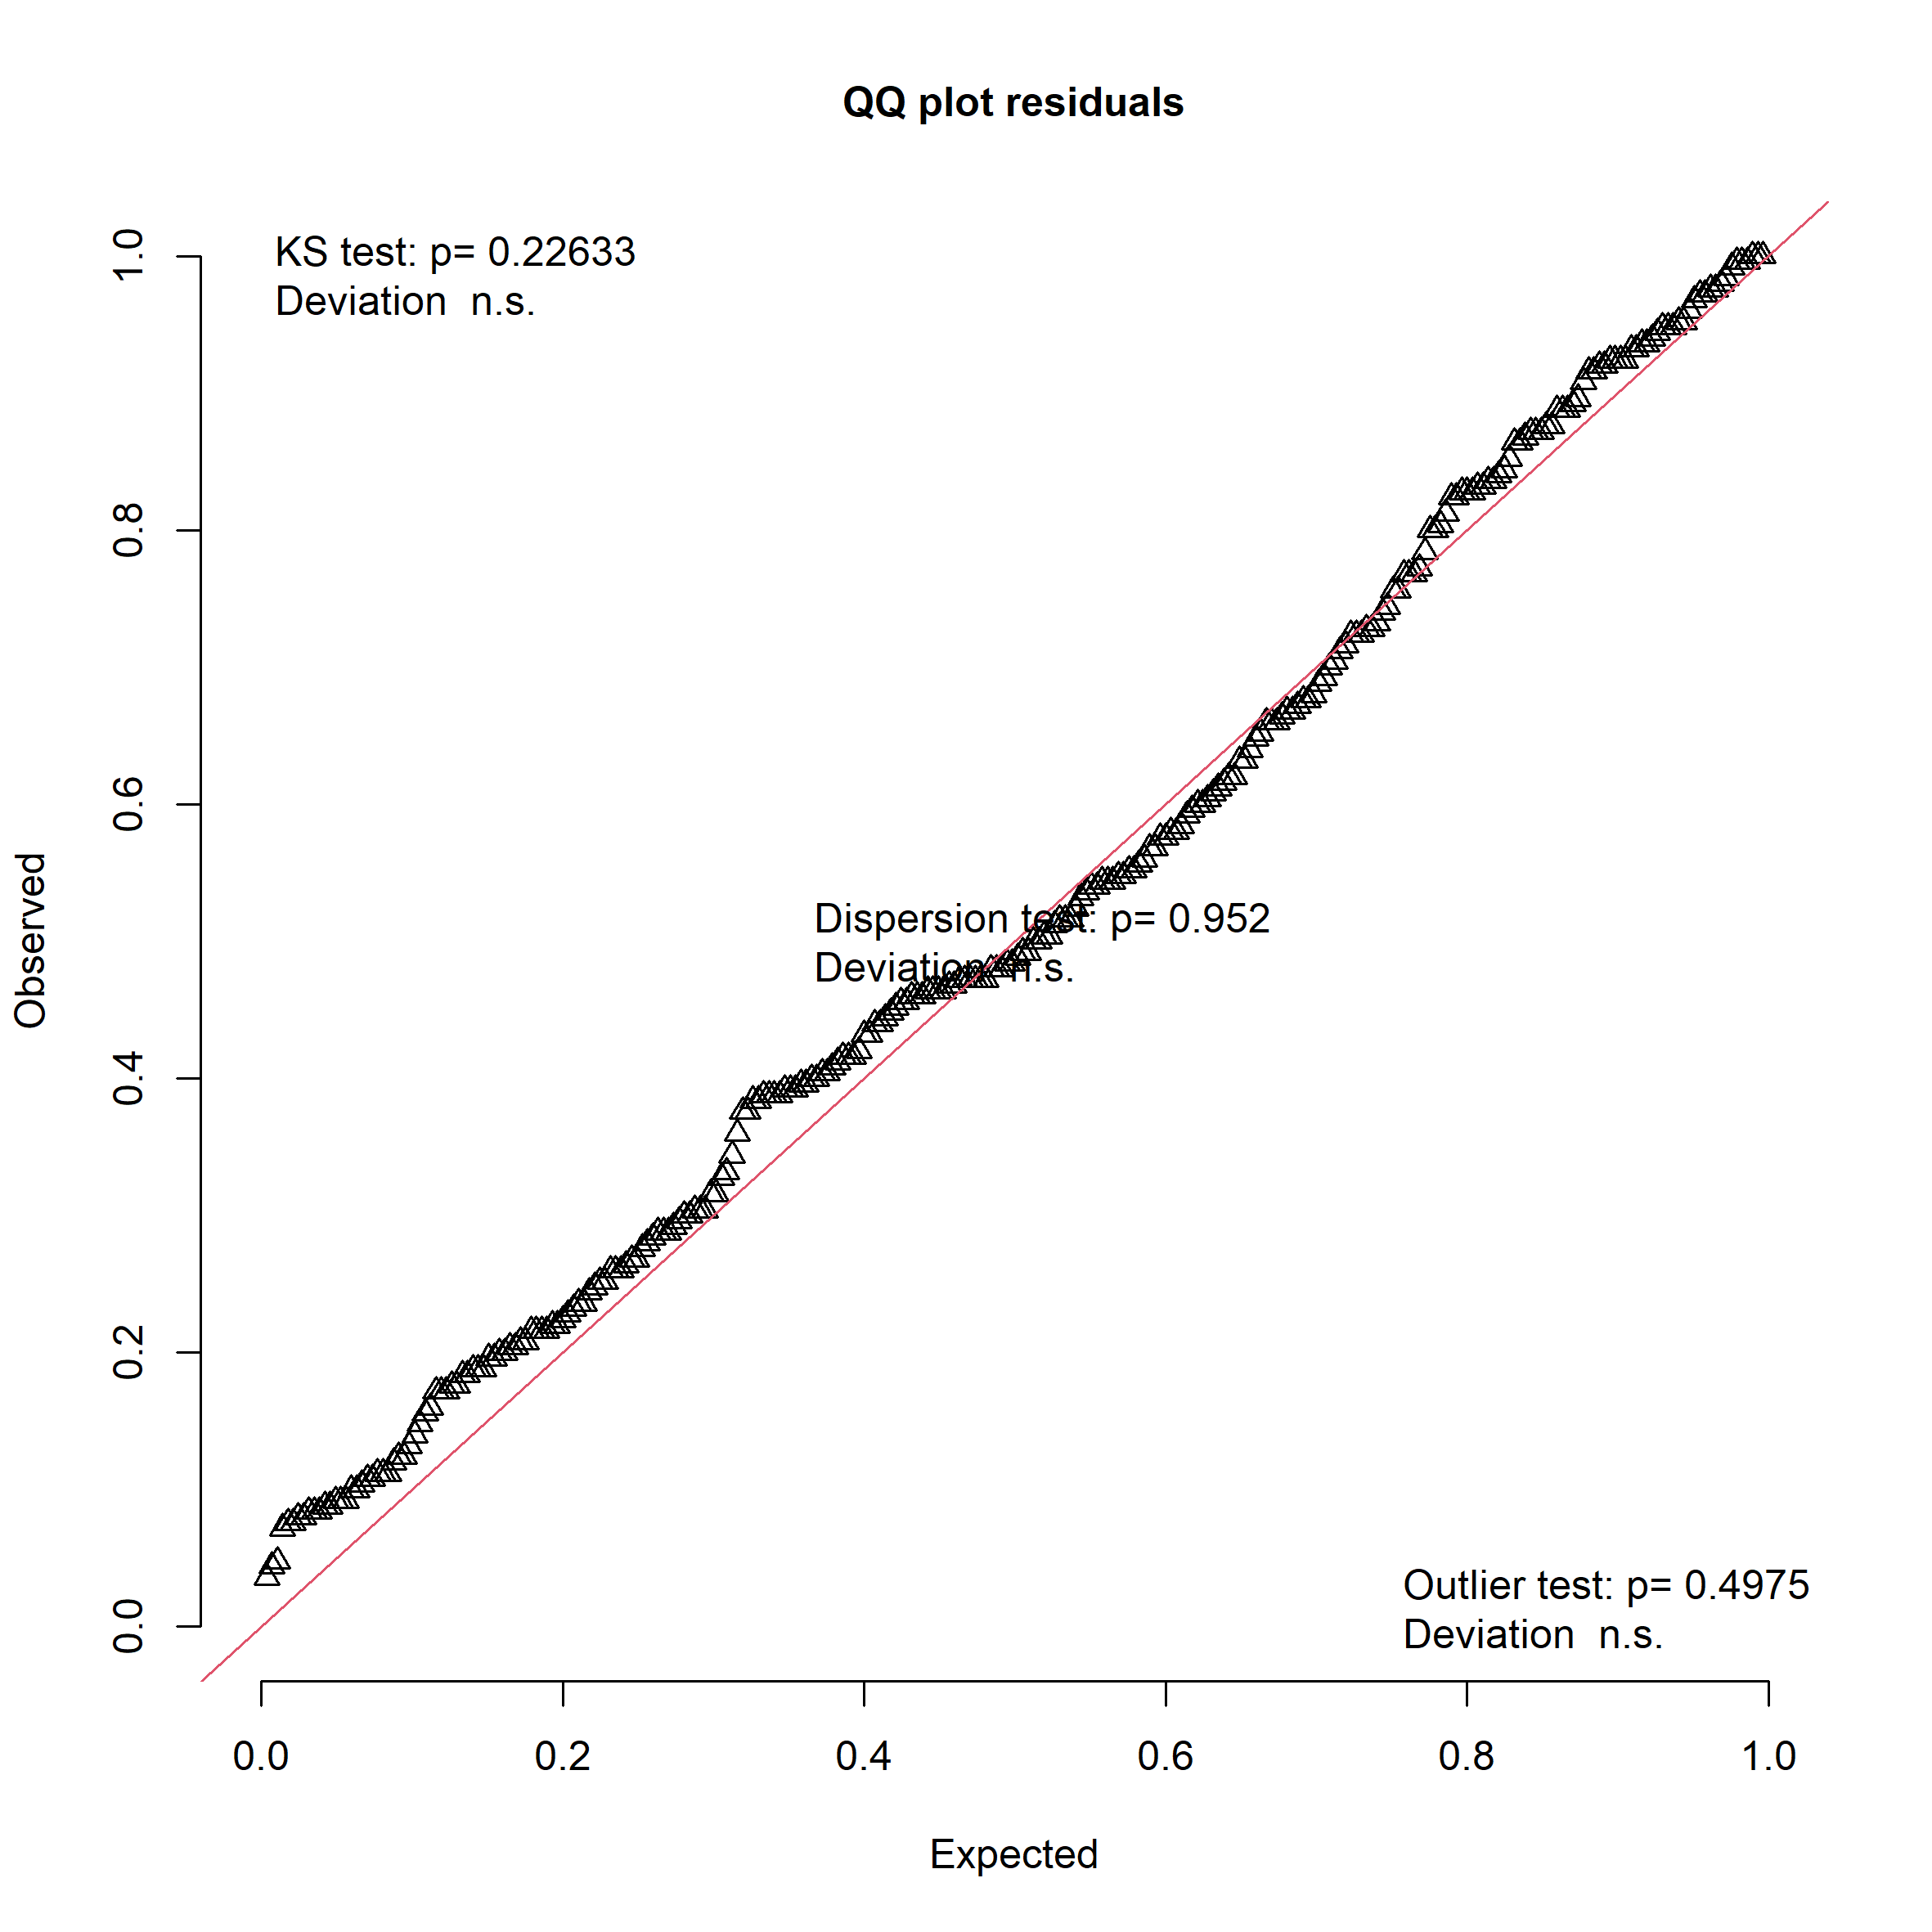 QQ plot residuals
KS test: p= 0.22633
Deviation  n.s.
Dispersion test: p= 0.952
Deviation  n.s.
Outlier test: p= 0.4975
Deviation  n.s.
Observed
1.0
0.8
0.6
0.4
0.2
0.0
0.0 0.2 0.4 0.6 0.8 1.0
Expected